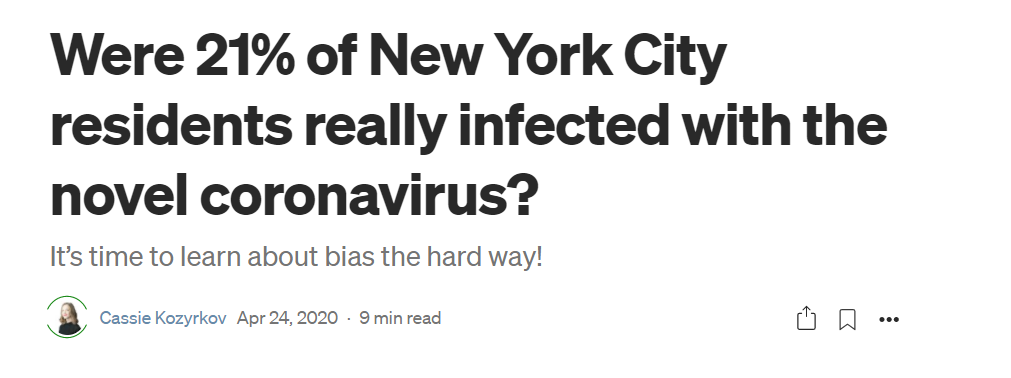 Were 21% of New York City
residents really infected with the
novel coronavirus?
It's time to learn about bias the hard way!
Cassie Kozyrkov Apr 24, 2020 · 9 min read